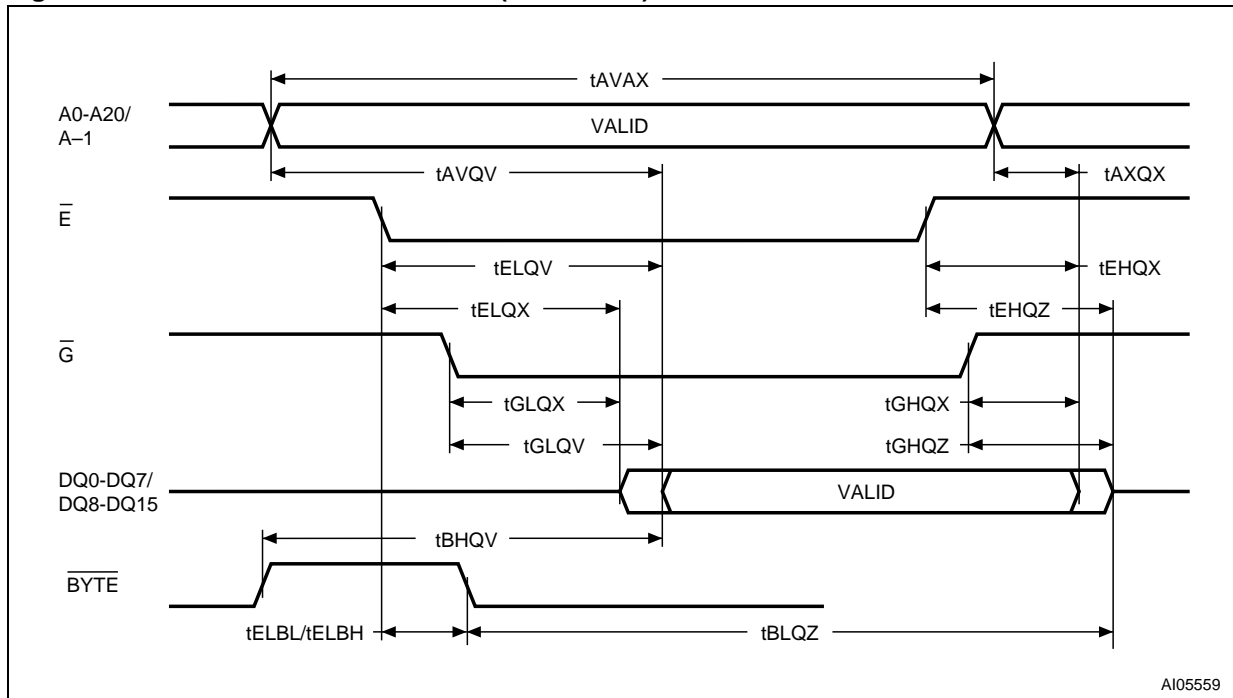 tAVAX
A0-A20/
A–1
VALID
tAVQV
tAXQX
E
tELQV
tEHQX
tELQX
tEHQZ
G
tGLQX
tGHQX
tGLQV
tGHQZ
DQ0-DQ7/
DQ8-DQ15
VALID
tBHQV
BYTE
tELBL/tELBH
tBLQZ
AI05559